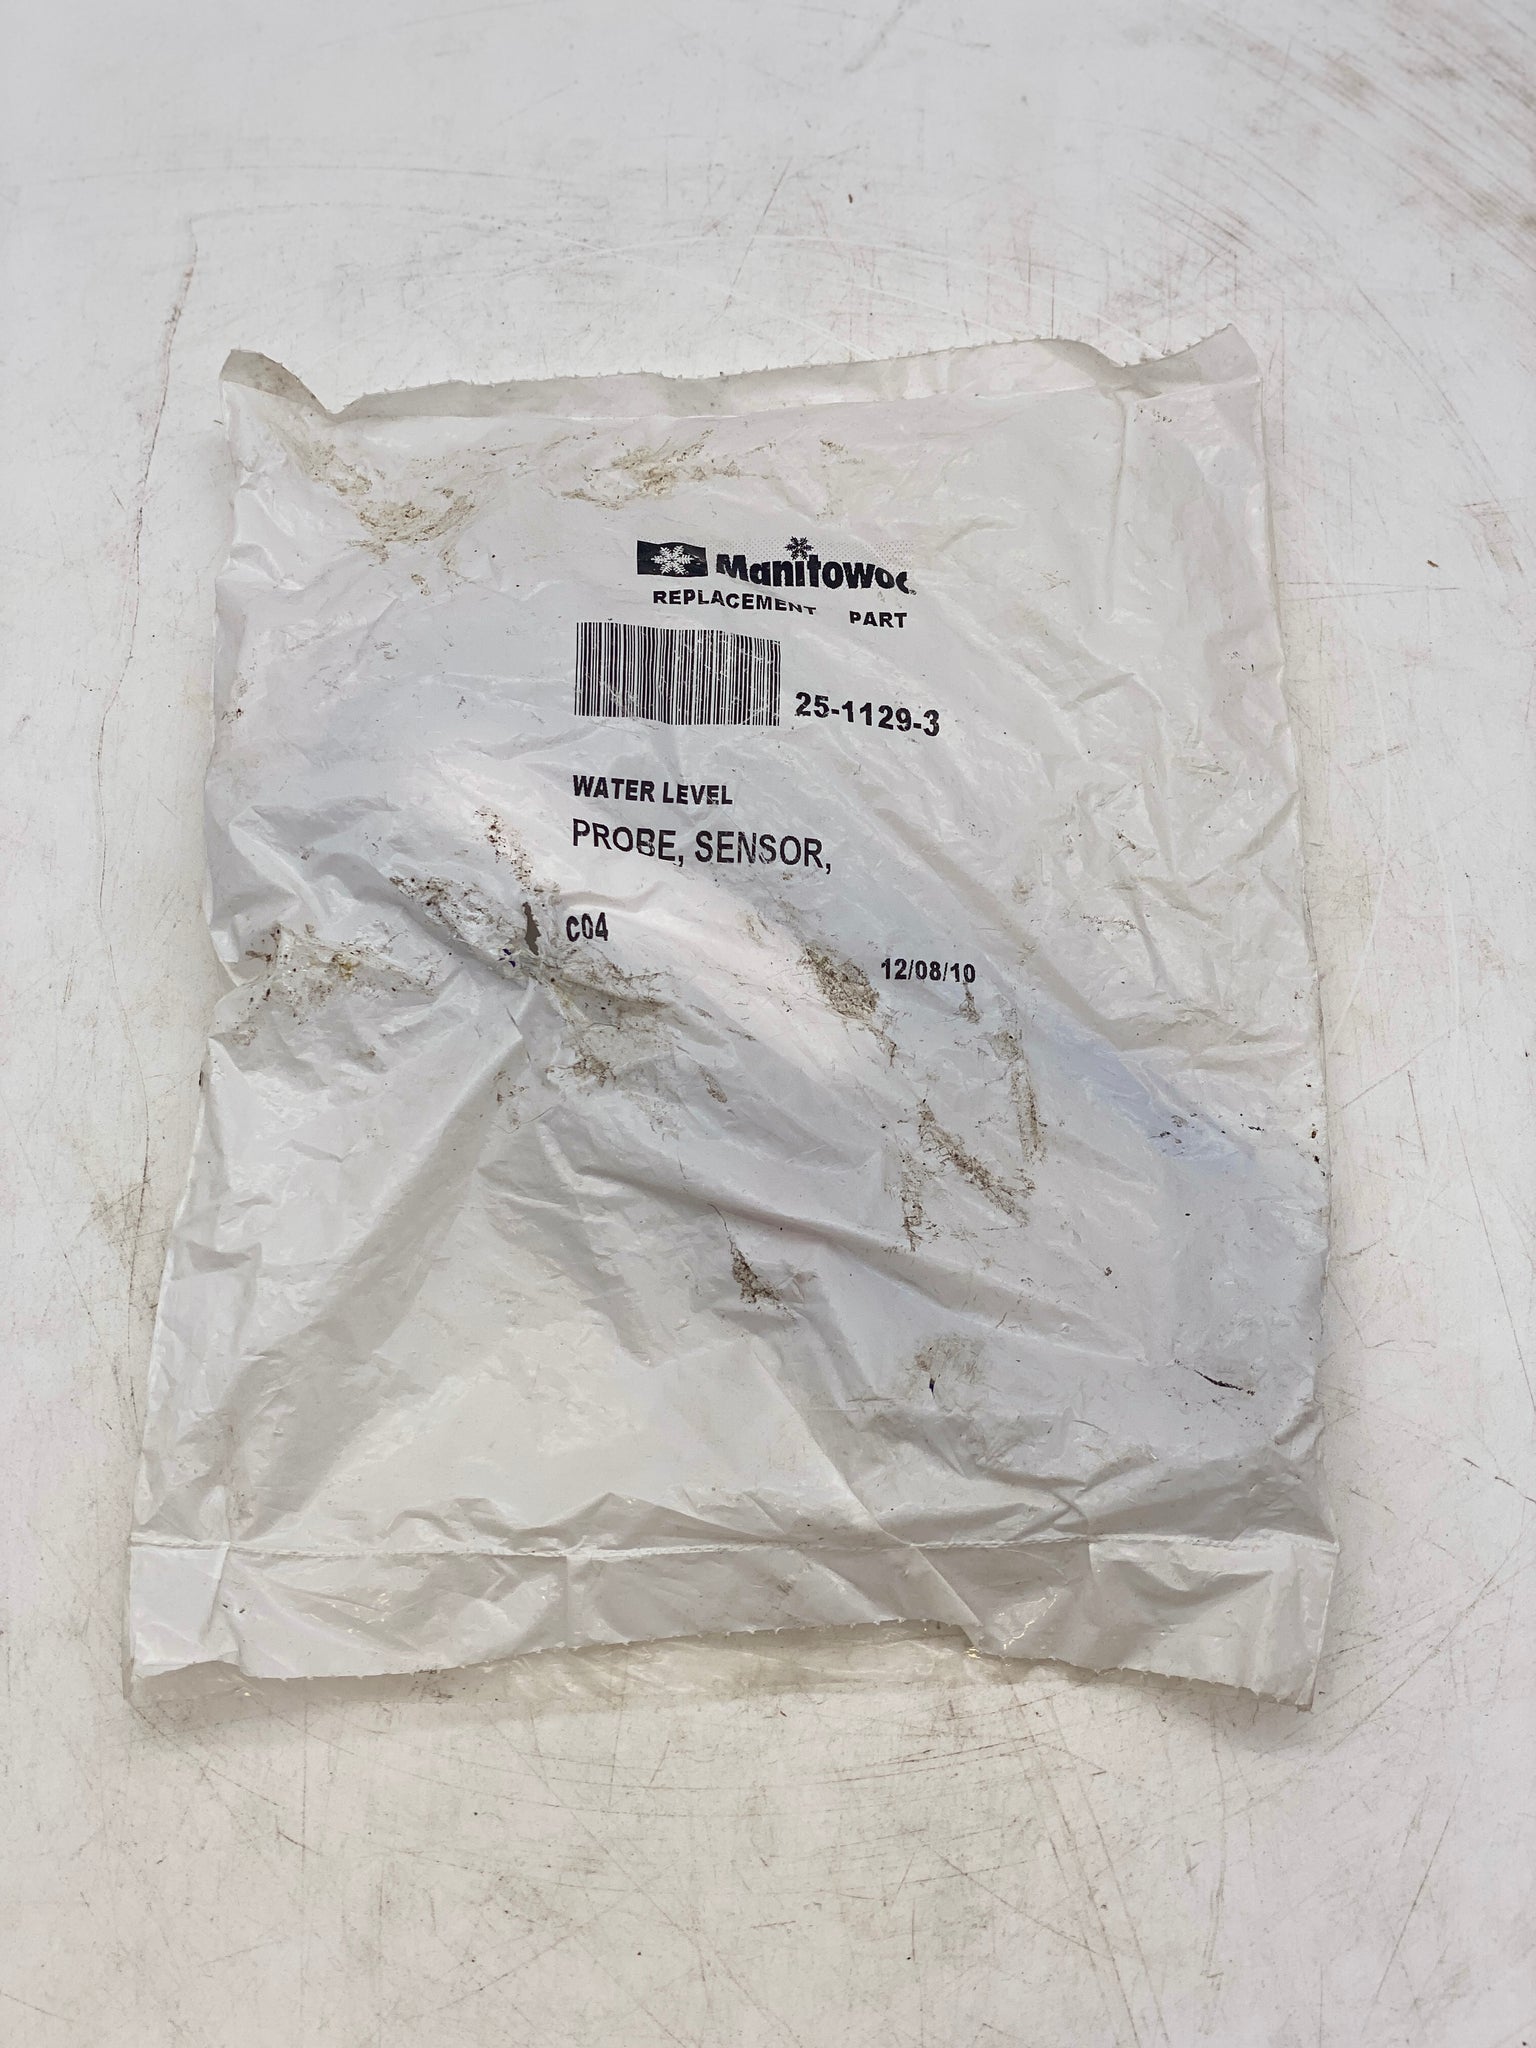 Manitowoc
REPLACEMENT PART
25-1129-3
WATER LEVEL
PROBE, SENSOR,
C04
12/08/10